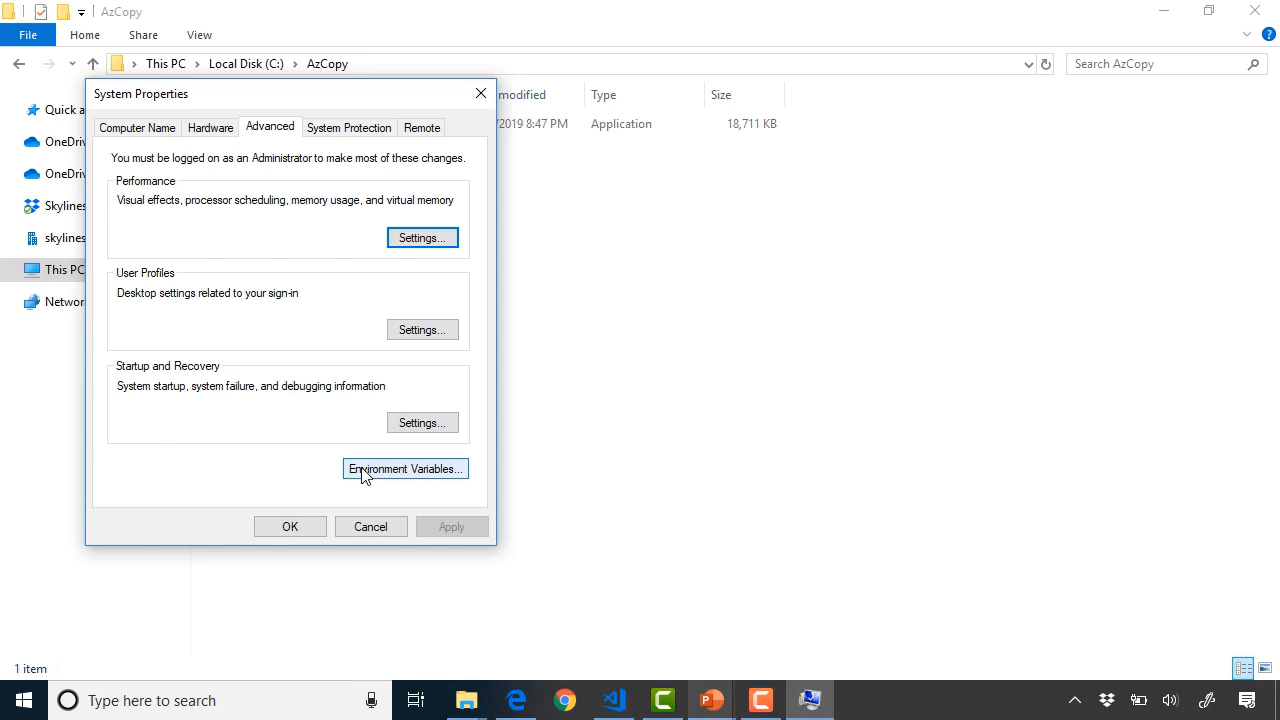 AzCopy
File Home Share View
This PC Local Disk (C:) AzCopy
Search AzCopy
System Properties
modified Type Size
Quick a
Computer Name Hardware Advanced System Protection Remote
/2019 8:47 PM Application 18,711 KB
OneDriv
You must be logged on as an Administrator to make most of these changes.
OneDriv
Performance
Visual effects, processor scheduling, memory usage, and virtual memory
Skylines
Settings...
skylines
User Profiles
This PC
Desktop settings related to your sign-in
Networ
Settings...
Startup and Recovery
System startup, system failure, and debugging information
Settings...
Environment Variables...
OK Cancel Apply
1 item
Type here to search